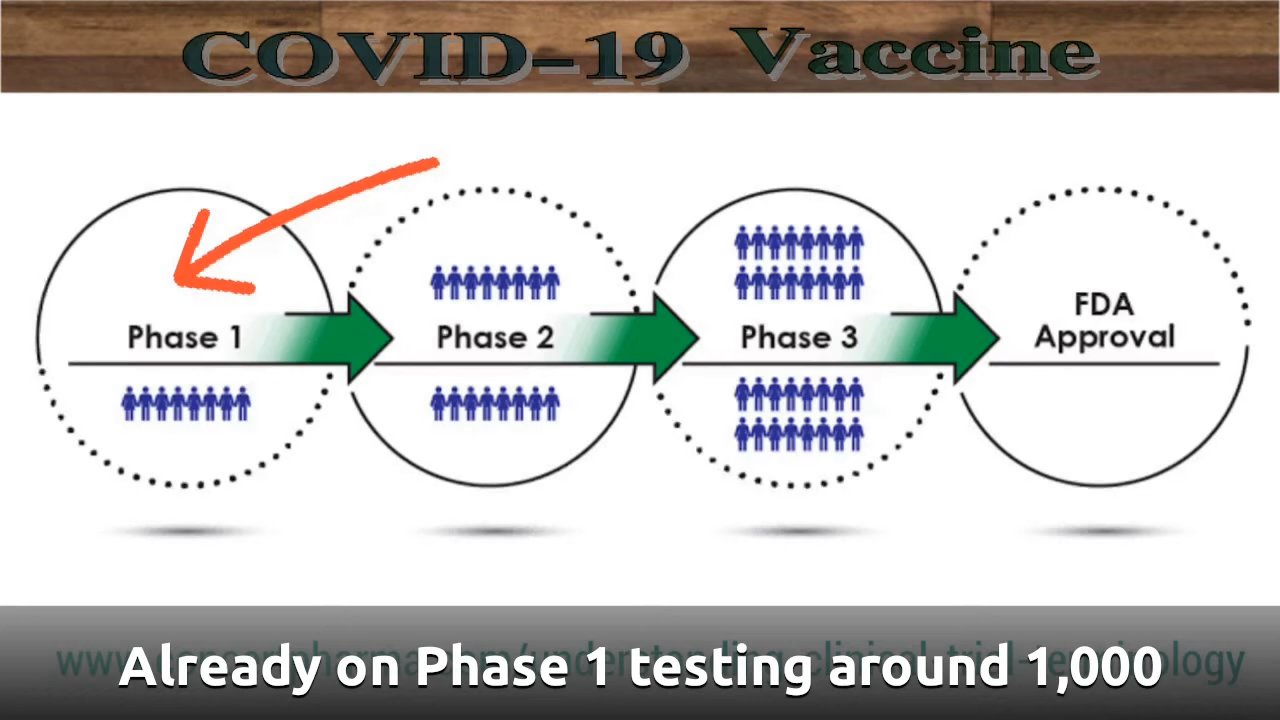 COVID-19 Vaccine
Phase 1
Phase 2
Phase 3
FDA
Approval
Already on Phase 1 testing around 1,000